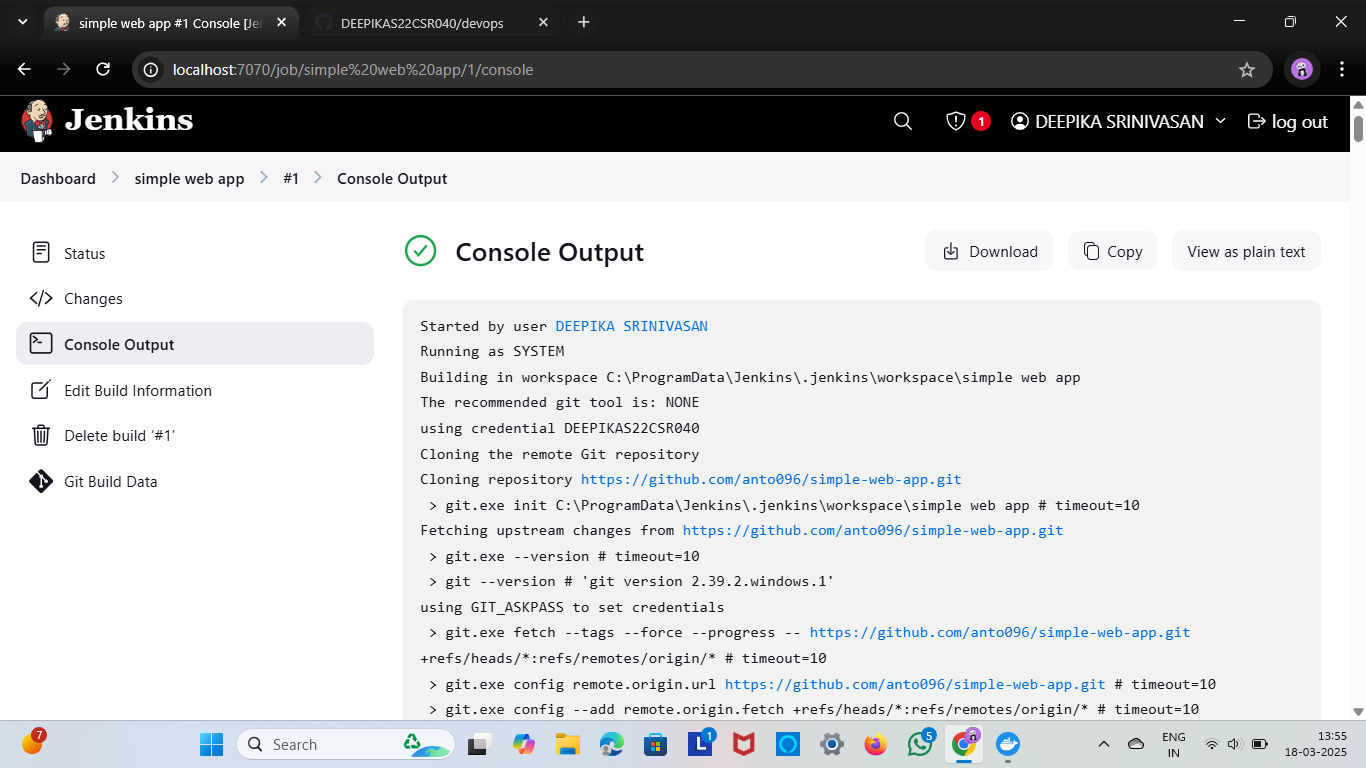 simple web app #1 Console [Je
DEEPIKAS22CSR040/devops
localhost:7070/job/simple%20web%20app/1/console
Jenkins
1
DEEPIKA SRINIVASAN
log out
Dashboard > simple web app > #1 > Console Output
Status
Changes
Console Output
Edit Build Information
Delete build ‘#1’
Git Build Data
Console Output
Download
Copy
View as plain text
Started by user DEEPIKA SRINIVASAN
Running as SYSTEM
Building in workspace C:\ProgramData\Jenkins\.jenkins\workspace\simple web app
The recommended git tool is: NONE
using credential DEEPIKAS22CSR040
Cloning the remote Git repository
Cloning repository https://github.com/anto096/simple-web-app.git
> git.exe init C:\ProgramData\Jenkins\.jenkins\workspace\simple web app # timeout=10
Fetching upstream changes from https://github.com/anto096/simple-web-app.git
> git.exe --version # timeout=10
> git --version # 'git version 2.39.2.windows.1'
using GIT_ASKPASS to set credentials
> git.exe fetch --tags --force --progress -- https://github.com/anto096/simple-web-app.git
+refs/heads/*:refs/remotes/origin/* # timeout=10
> git.exe config remote.origin.url https://github.com/anto096/simple-web-app.git # timeout=10
> git.exe config --add remote.origin.fetch +refs/heads/*:refs/remotes/origin/* # timeout=10
7
Search
L
1
5
ENG
IN
13:55
18-03-2025